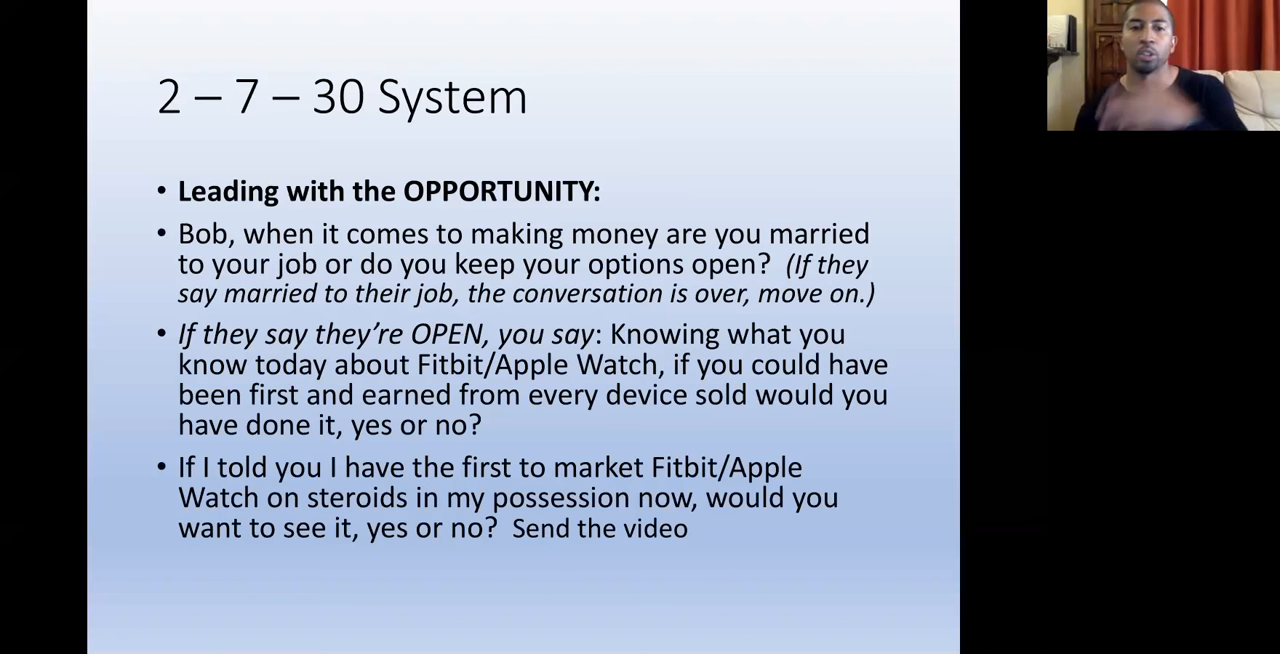 2 – 7 – 30 System
• Leading with the OPPORTUNITY:
• Bob, when it comes to making money are you married
to your job or do you keep your options open? (If they
say married to their job, the conversation is over, move on.)
• If they say they’re OPEN, you say: Knowing what you
know today about Fitbit/Apple Watch, if you could have
been first and earned from every device sold would you
have done it, yes or no?
• If I told you I have the first to market Fitbit/Apple
Watch on steroids in my possession now, would you
want to see it, yes or no? Send the video